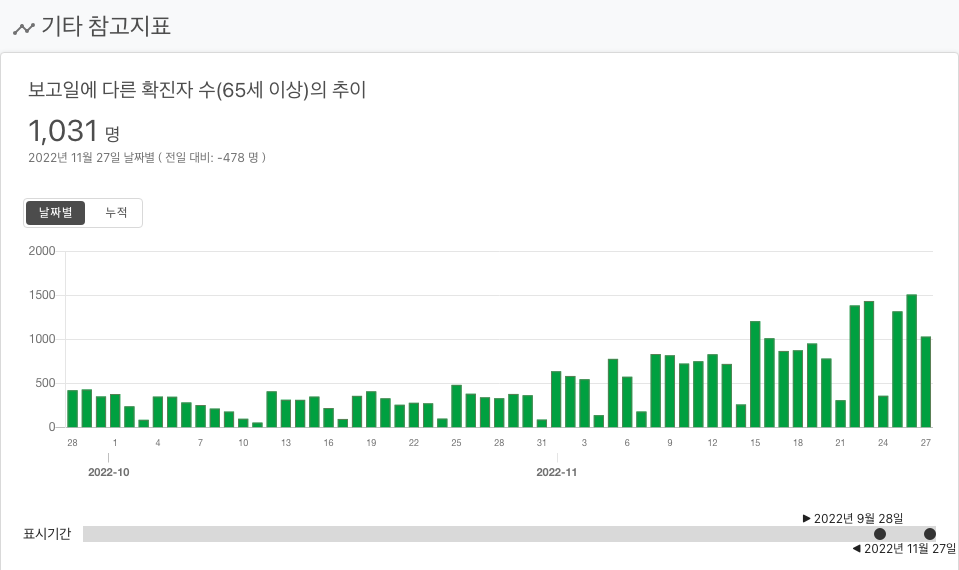 기타 참고지표
보고일에 다른 확진자 수(65세 이상)의 추이
1,031 명
2022년 11월 27일 날짜별 ( 전일 대비: -478 명 )
날짜별 누적
2000
1500
1000
500
0
28 1 4 7 10 13 16 19 22 25 28 31 3 6 9 12 15 18 21 24 27
2022-10 2022-11
▶ 2022년 9월 28일
표시기간
◀ 2022년 11월 27일